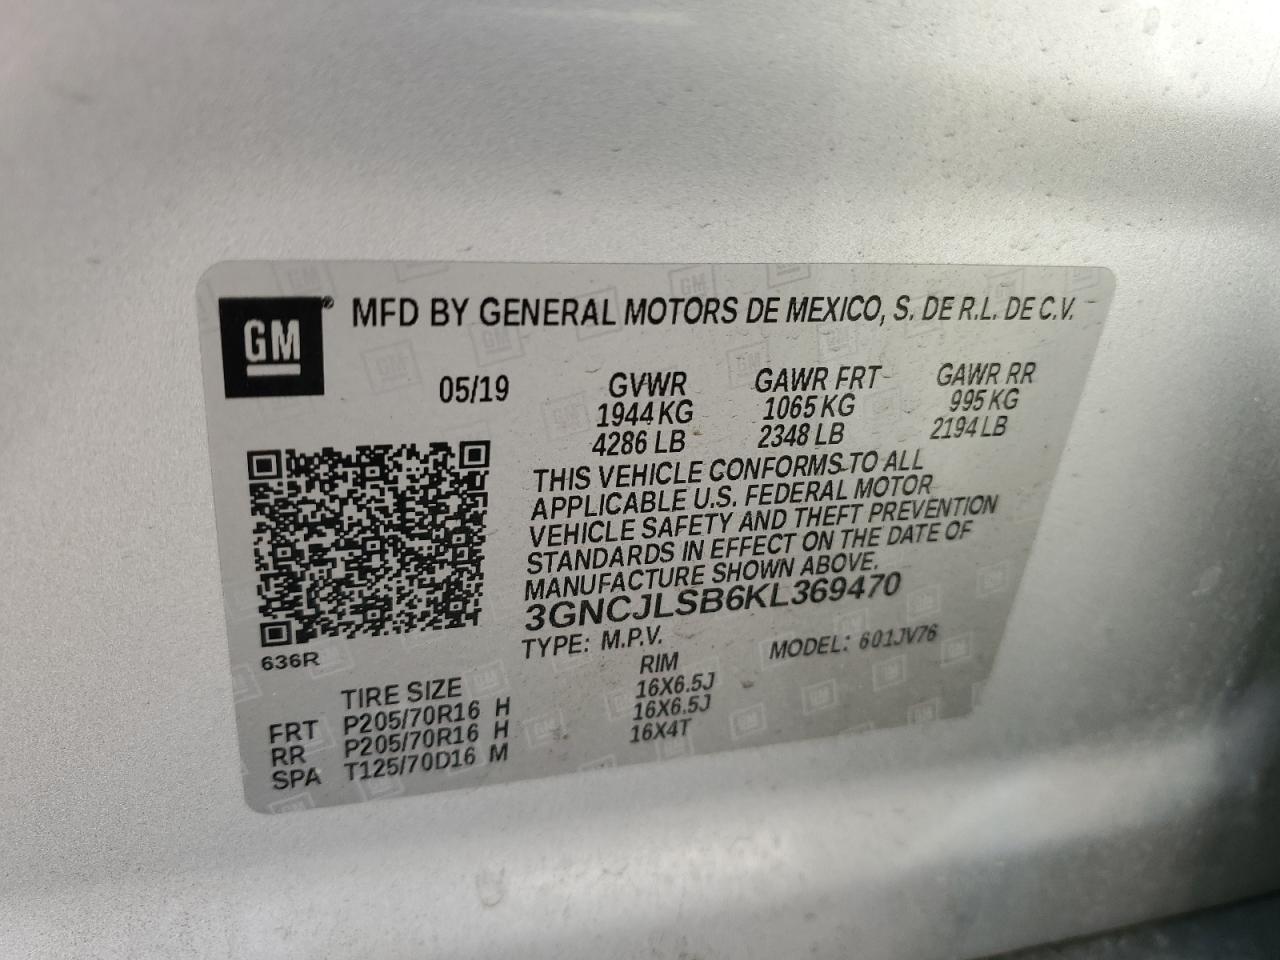 GM® MFD BY GENERAL MOTORS DE MEXICO, S. DE R.L. DE C.V.
05/19 GVWR GAWR FRT GAWR RR
1944 KG 1065 KG 995 KG
4286 LB 2348 LB 2194 LB
THIS VEHICLE CONFORMS TO ALL
APPLICABLE U.S. FEDERAL MOTOR
VEHICLE SAFETY AND THEFT PREVENTION
STANDARDS IN EFFECT ON THE DATE OF
MANUFACTURE SHOWN ABOVE.
3GNCJLSB6KL369470
TYPE: M.P.V. MODEL: 601JV76
636R
TIRE SIZE RIM
FRT P205/70R16 H 16X6.5J
RR P205/70R16 H 16X6.5J
SPA T125/70D16 M 16X4T